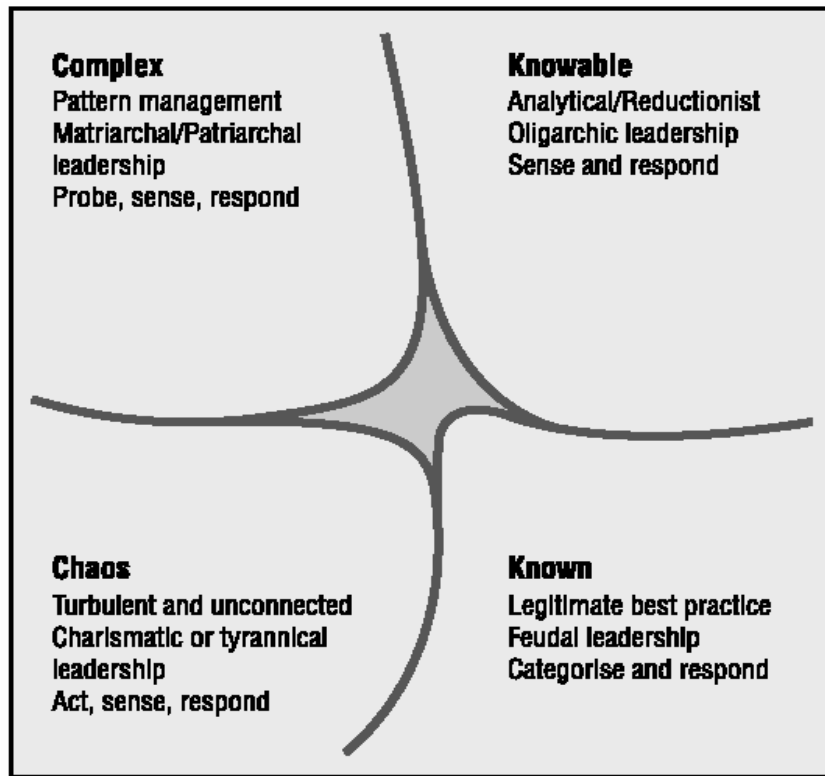 Complex
Pattern management
Matriarchal/Patriarchal
leadership
Probe, sense, respond
Knowable
Analytical/Reductionist
Oligarchic leadership
Sense and respond
Chaos
Turbulent and unconnected
Charismatic or tyrannical
leadership
Act, sense, respond
Known
Legitimate best practice
Feudal leadership
Categorise and respond